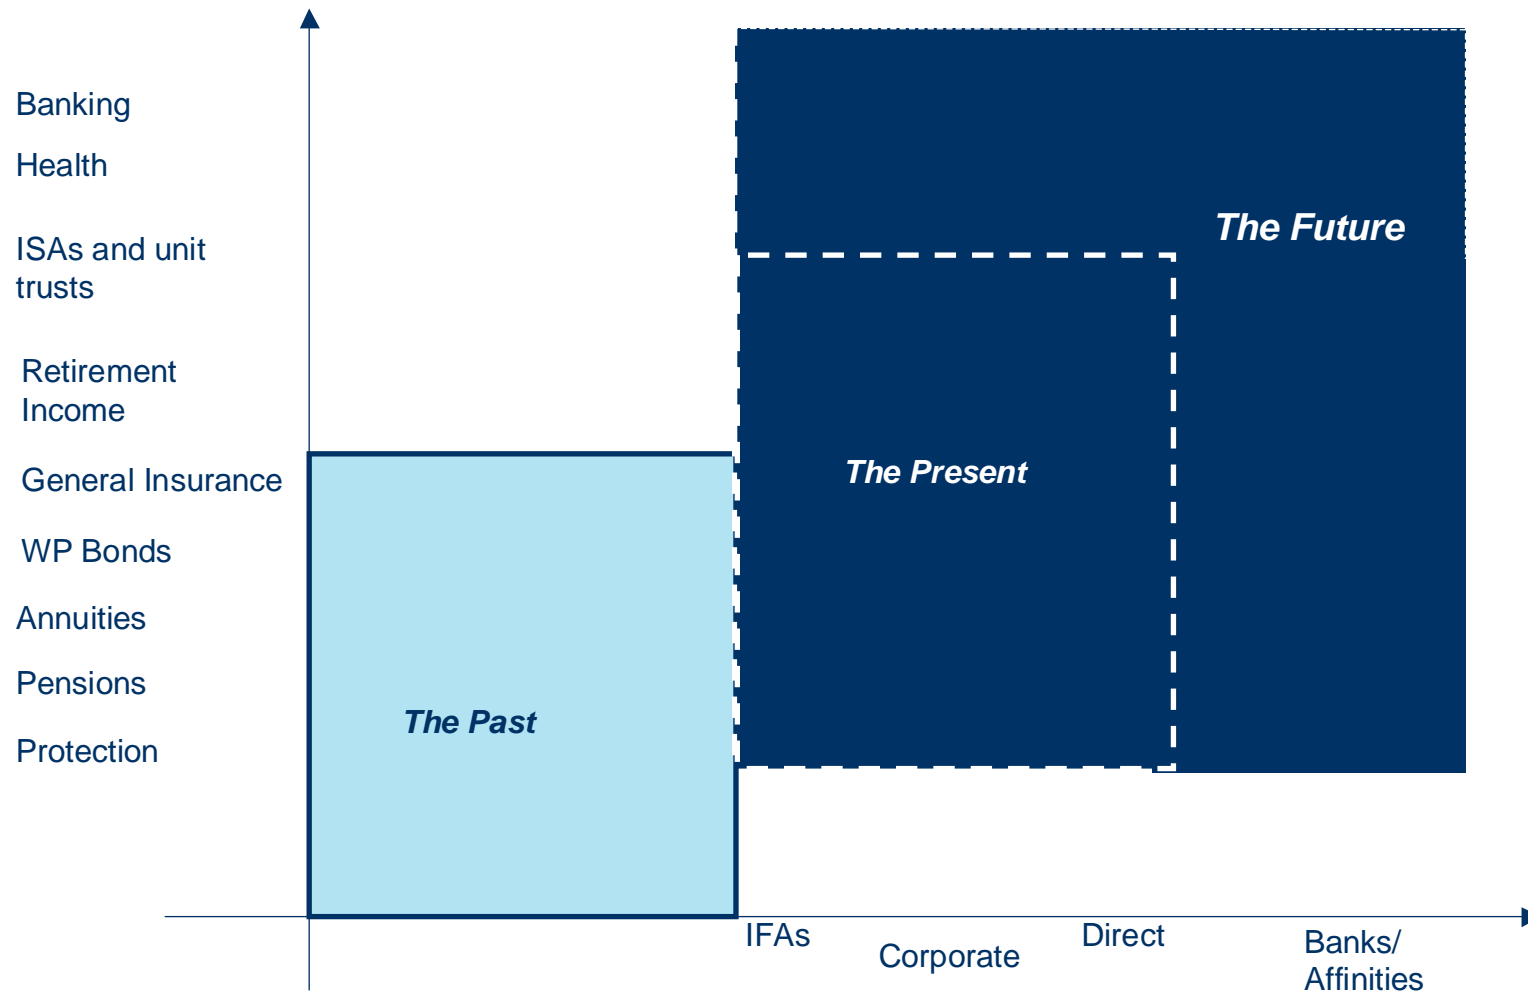 Banking
Health
ISAs and unit
trusts
Retirement
Income
General Insurance
WP Bonds
Annuities
Pensions
Protection
The Future
The Present
The Past
IFAs
Corporate
Direct
Banks/
Affinities